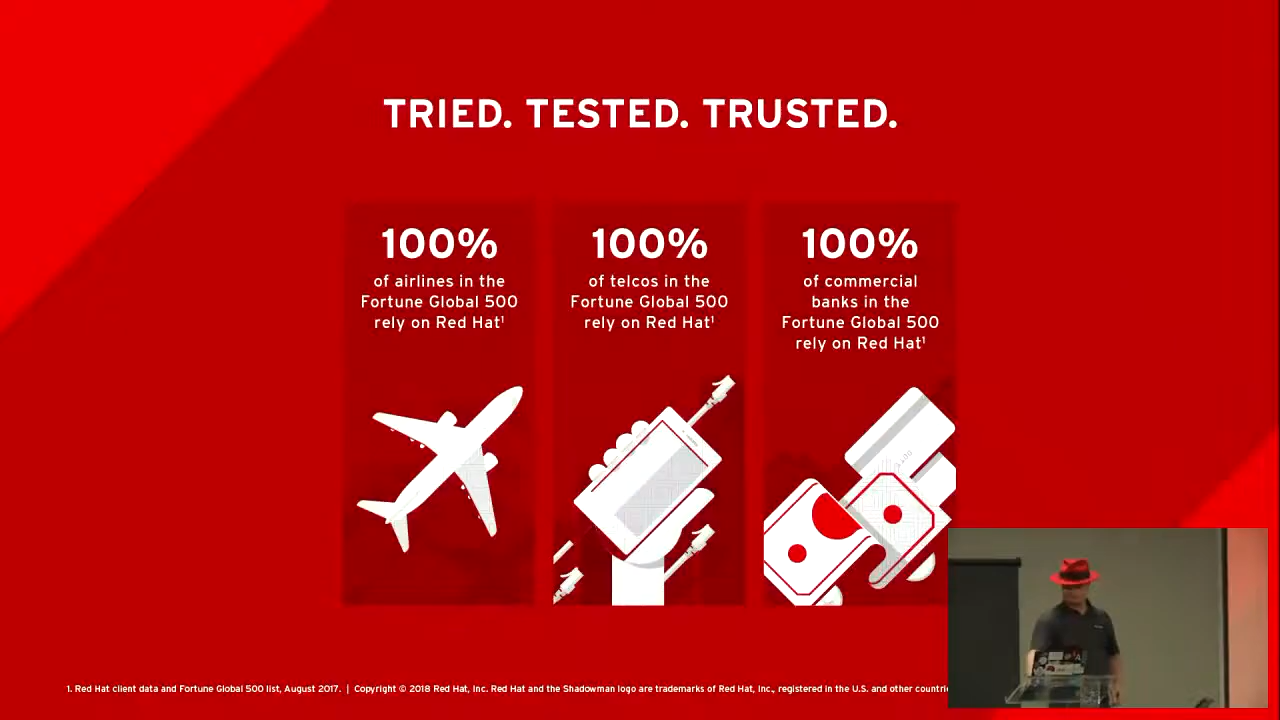 TRIED. TESTED. TRUSTED.
100%
of airlines in the
Fortune Global 500
rely on Red Hat¹
100%
of telcos in the
Fortune Global 500
rely on Red Hat¹
100%
of commercial
banks in the
Fortune Global 500
rely on Red Hat¹
1. Red Hat client data and Fortune Global 500 list, August 2017. | Copyright © 2018 Red Hat, Inc. Red Hat and the Shadowman logo are trademarks of Red Hat, Inc., registered in the U.S. and other